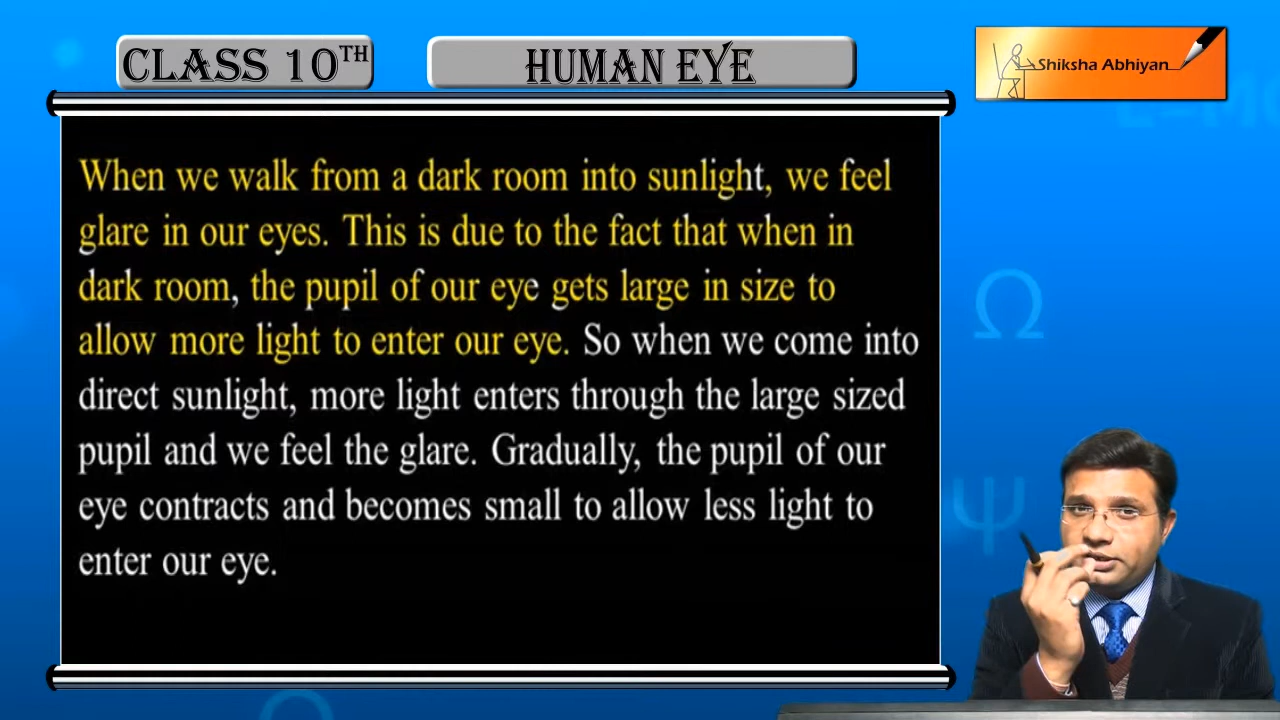 CLASS 10TH
HUMAN EYE
Shiksha Abhiyan
When we walk from a dark room into sunlight, we feel
glare in our eyes. This is due to the fact that when in
dark room, the pupil of our eye gets large in size to
allow more light to enter our eye. So when we come into
direct sunlight, more light enters through the large sized
pupil and we feel the glare. Gradually, the pupil of our
eye contracts and becomes small to allow less light to
enter our eye.
Ω
Ψ